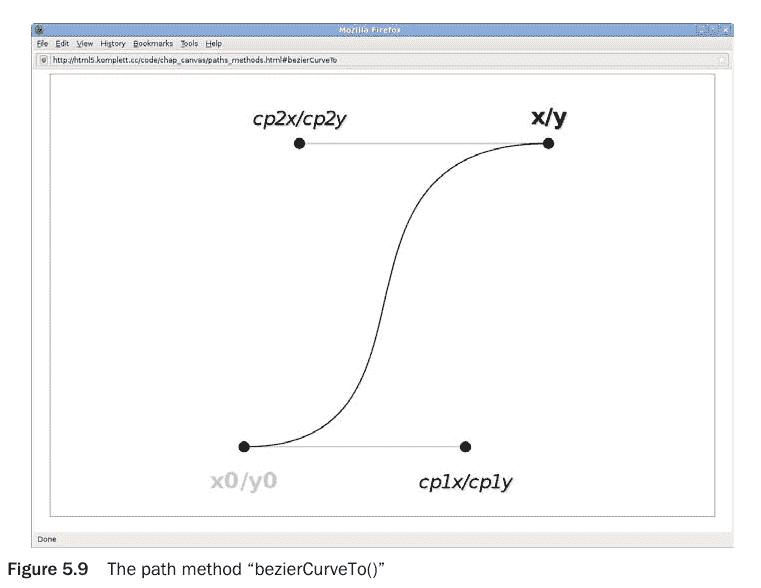 Mozilla Firefox
File Edit View History Bookmarks Tools Help
http://html5.komplett.cc/code/chap_canvas/paths_methods.html#bezierCurveTo
cp2x/cp2y x/y
x0/y0 cp1x/cp1y
Done
Figure 5.9 The path method “bezierCurveTo()”